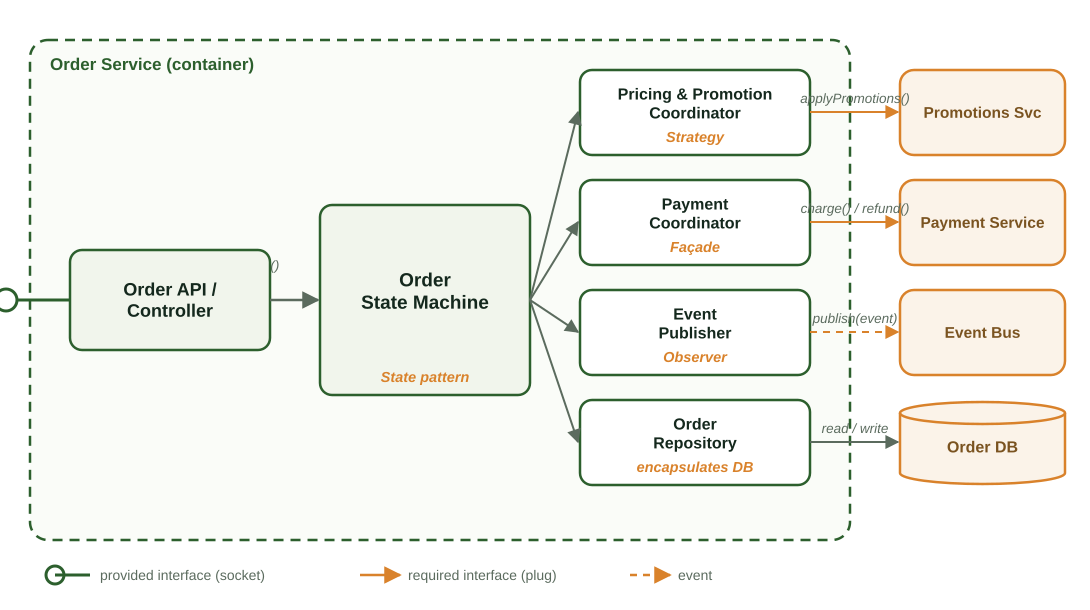 Order Service (container)
Pricing & Promotion
Coordinator
Strategy
applyPromotions()
Promotions Svc
Payment
Coordinator
Façade
charge() / refund()
Payment Service
Order API /
Controller
()
Order
State Machine
State pattern
Event
Publisher
Observer
publish(event)
Event Bus
Order
Repository
encapsulates DB
read / write
Order DB
provided interface (socket)
required interface (plug)
event